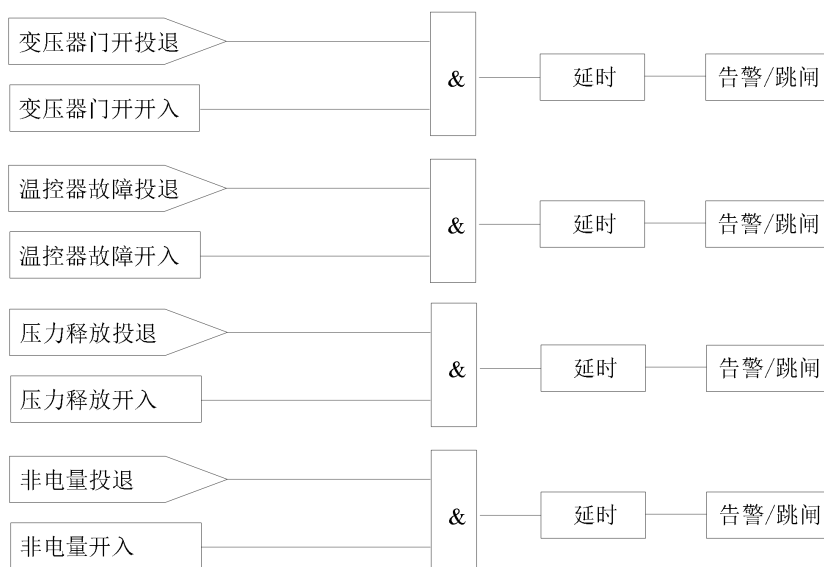 变压器门开投退
变压器门开开入
&
延时
告警/跳闸
温控器故障投退
温控器故障开入
&
延时
告警/跳闸
压力释放投退
压力释放开入
&
延时
告警/跳闸
非电量投退
非电量开入
&
延时
告警/跳闸